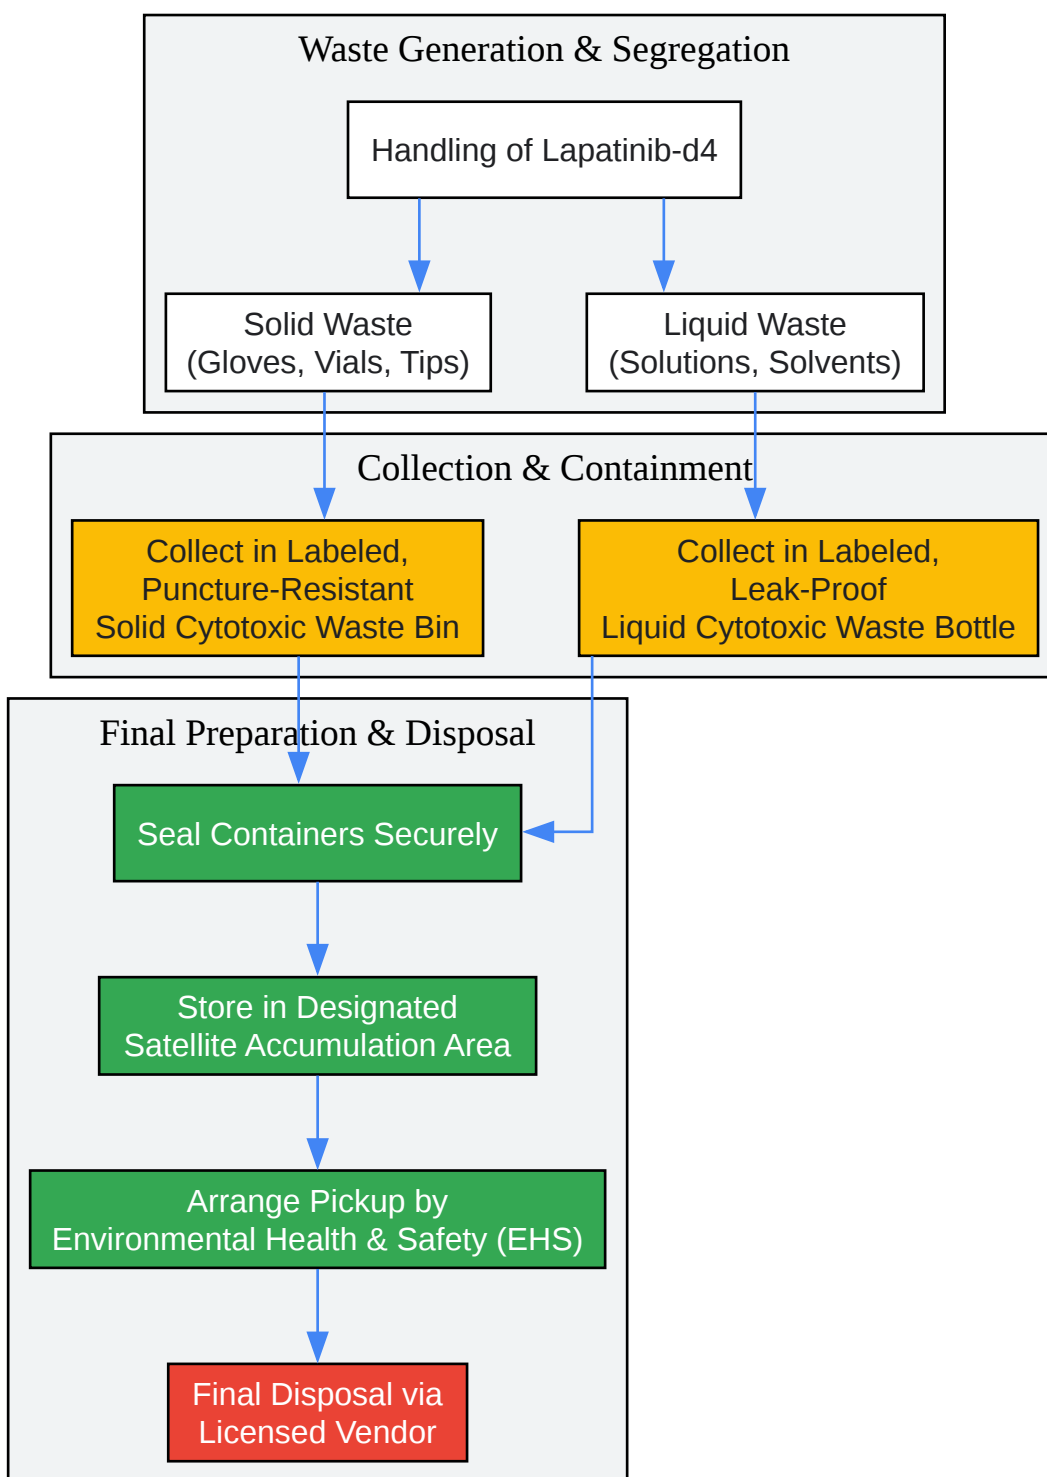 Waste Generation & Segregation
Handling of Lapatinib-d4
Solid Waste
(Gloves, Vials, Tips)
Liquid Waste
(Solutions, Solvents)
Collection & Containment
Collect in Labeled,
Puncture-Resistant
Solid Cytotoxic Waste Bin
Collect in Labeled,
Leak-Proof
Liquid Cytotoxic Waste Bottle
Final Preparation & Disposal
Seal Containers Securely
Store in Designated
Satellite Accumulation Area
Arrange Pickup by
Environmental Health & Safety (EHS)
Final Disposal via
Licensed Vendor